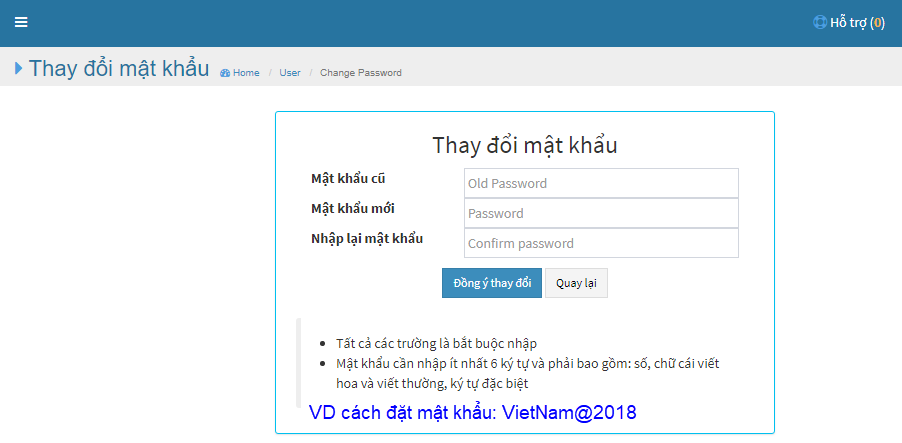 Hỗ trợ (0)
Thay đổi mật khẩu Home / User / Change Password
Thay đổi mật khẩu
Mật khẩu cũ Old Password
Mật khẩu mới Password
Nhập lại mật khẩu Confirm password
Đồng ý thay đổi Quay lại
• Tất cả các trường là bắt buộc nhập
• Mật khẩu cần nhập ít nhất 6 ký tự và phải bao gồm: số, chữ cái viết
hoa và viết thường, ký tự đặc biệt
VD cách đặt mật khẩu: VietNam@2018